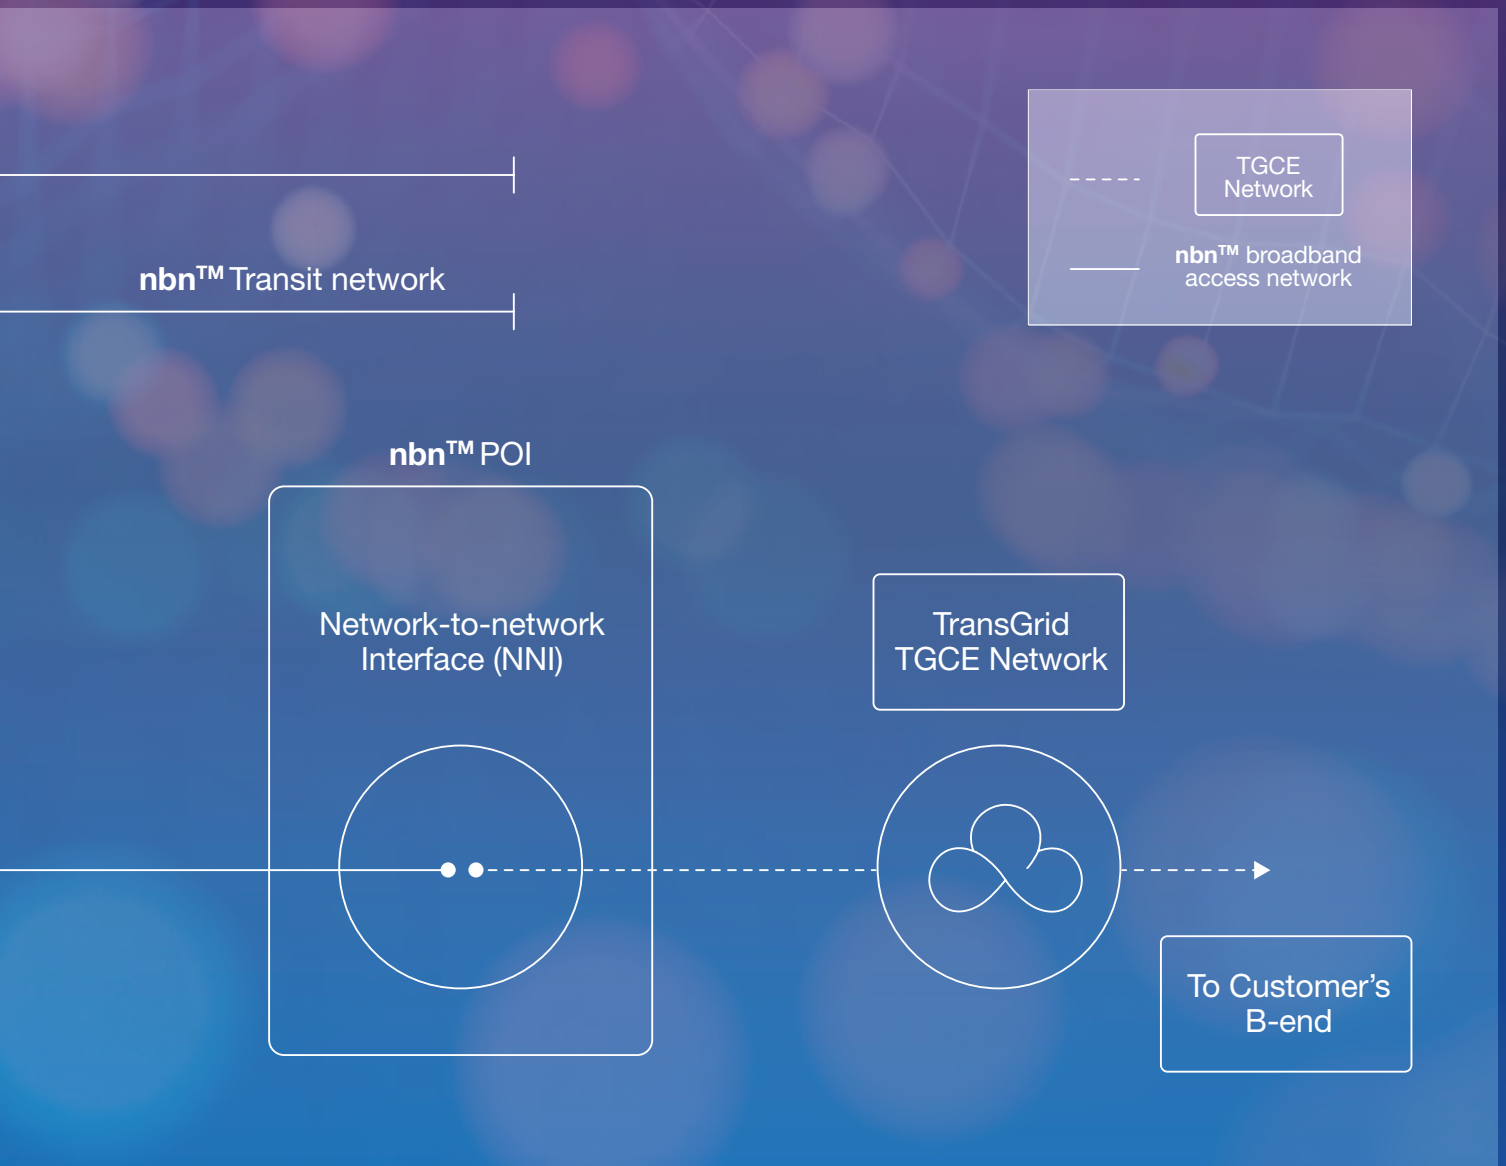 TGCE
Network
nbn™ broadband
access network
nbn™ Transit network
nbn™ POI
Network-to-network
Interface (NNI)
TransGrid
TGCE Network
To Customer’s
B-end